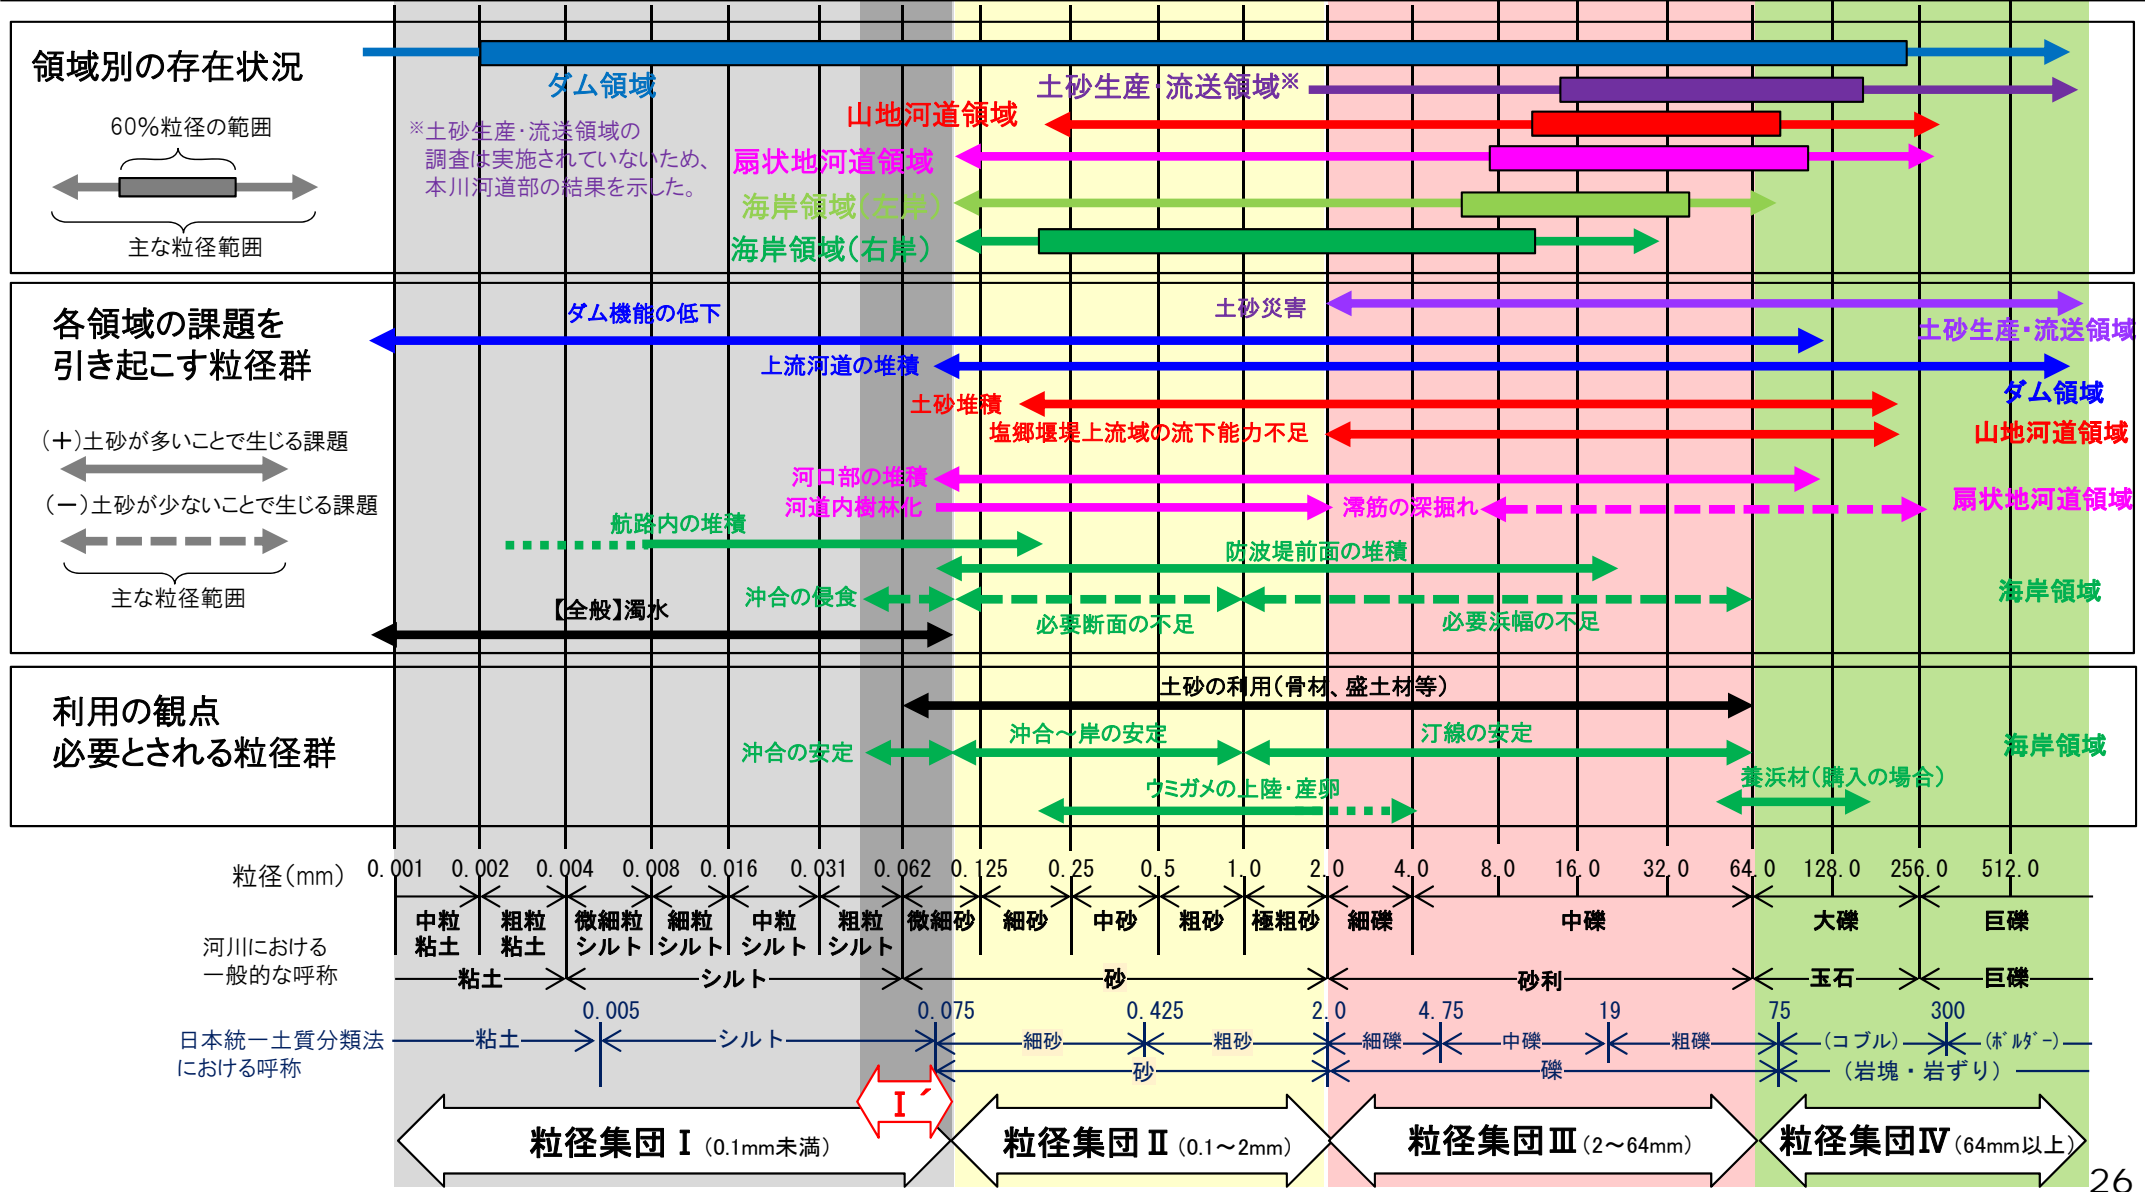 領域別の存在状況
60%粒径の範囲
主な粒径範囲
ダム領域
※土砂生産・流送領域の
調査は実施されていないため、
本川河道部の結果を示した。
土砂生産・流送領域※
山地河道領域
扇状地河道領域
海岸領域(左岸)
海岸領域(右岸)
各領域の課題を
引き起こす粒径群
(+)土砂が多いことで生じる課題
(-)土砂が少ないことで生じる課題
主な粒径範囲
土砂災害
土砂生産・流送領域
ダム機能の低下
上流河道の堆積
ダム領域
土砂堆積
塩郷堰堤上流域の流下能力不足
山地河道領域
河口部の堆積
河道内樹林化
澪筋の深掘れ
扇状地河道領域
航路内の堆積
防波堤前面の堆積
沖合の侵食
必要断面の不足
必要浜幅の不足
海岸領域
【全般】濁水
利用の観点
必要とされる粒径群
土砂の利用(骨材、盛土材等)
沖合の安定
沖合~岸の安定
汀線の安定
海岸領域
ウミガメの上陸・産卵
養浜材(購入の場合)
粒径(mm) 0.001 0.002 0.004 0.008 0.016 0.031 0.062 0.125 0.25 0.5 1.0 2.0 4.0 8.0 16.0 32.0 64.0 128.0 256.0 512.0
河川における
一般的な呼称
中粒
粘土
粗粒
粘土
微細粒
シルト
細粒
シルト
中粒
シルト
粗粒
シルト
微細砂 細砂 中砂 粗砂 極粗砂 細礫 中礫 大礫 巨礫
粘土 シルト 砂 砂利 玉石 巨礫
0.005 0.075 0.425 2.0 4.75 19 75 300
日本統一土質分類法
における呼称
粘土 シルト 細砂 粗砂 細礫 中礫 粗礫 (コブル) (ボルダー)
砂 礫 (岩塊・岩ずり)
I´
粒径集団Ⅰ(0.1mm未満)
粒径集団Ⅱ(0.1~2mm)
粒径集団Ⅲ(2~64mm)
粒径集団Ⅳ(64mm以上)
26